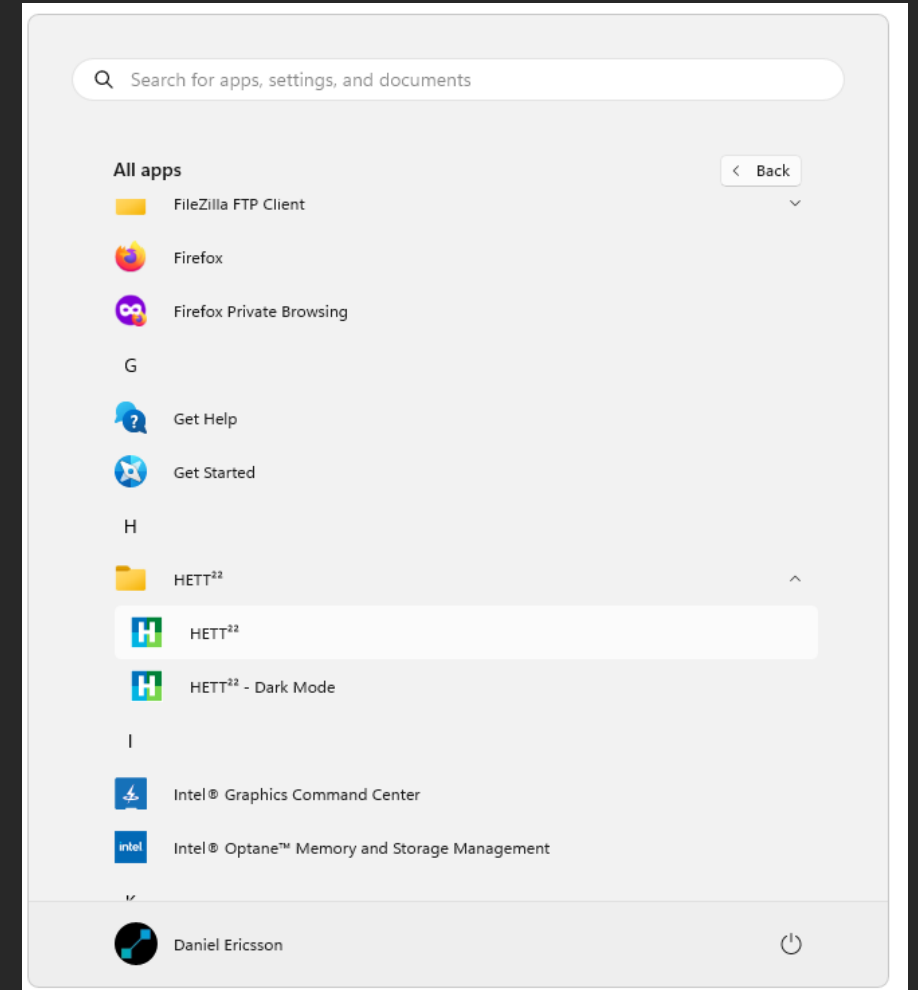 Search for apps, settings, and documents
All apps
Back
FileZilla FTP Client
Firefox
Firefox Private Browsing
G
Get Help
Get Started
H
HETT²²
HETT²²
HETT²² - Dark Mode
I
Intel® Graphics Command Center
intel
Intel® Optane™ Memory and Storage Management
K
Daniel Ericsson